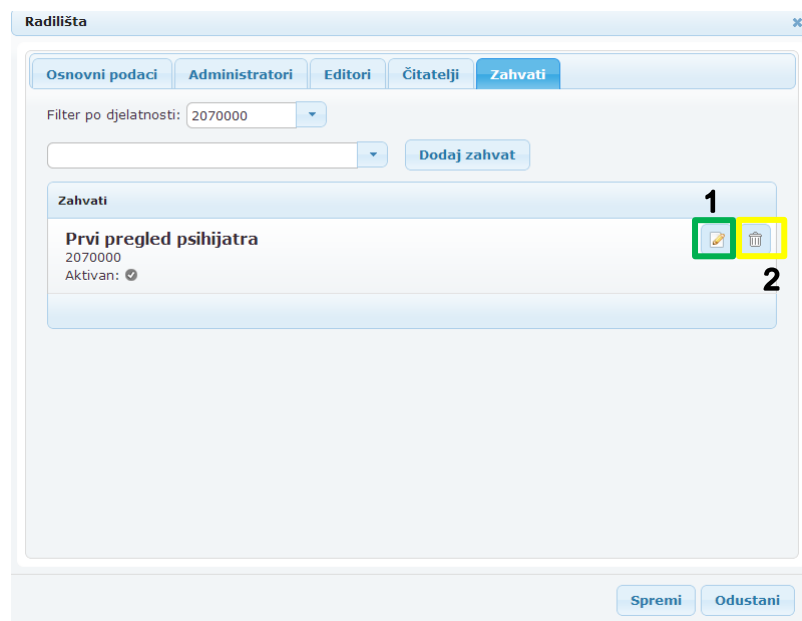 Radilišta
Osnovni podaci Administratori Editori Čitatelji Zahvati
Filter po djelatnosti: 2070000
Dodaj zahvat
Zahvati
1
Prvi pregled psihijatra
2070000
Aktivan:
2
Spremi Odustani